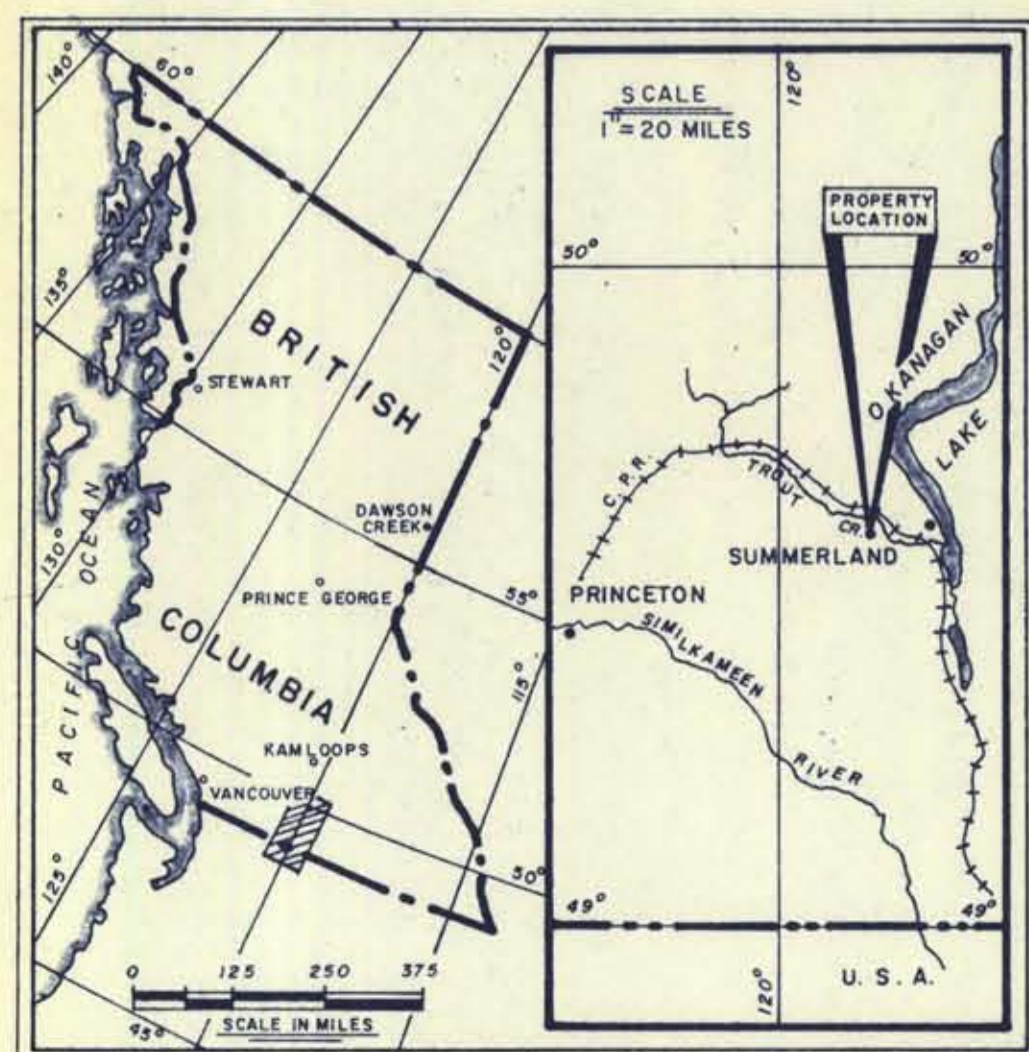 140°
60°
135°
BRITISH
120°
STEWART
130°
PACIFIC OCEAN
DAWSON
CREEK
PRINCE GEORGE
55°
COLUMBIA
115°
KAMLOOPS
VANCOUVER
125°
50°
0 125 250 375
SCALE IN MILES
45°
SCALE
1" = 20 MILES
120°
PROPERTY
LOCATION
50° 50°
OKANAGAN
LAKE
C.P.R.
TROUT
CR.
SUMMERLAND
PRINCETON
SIMILKAMEEN
RIVER
49° 49°
120°
U.S.A.